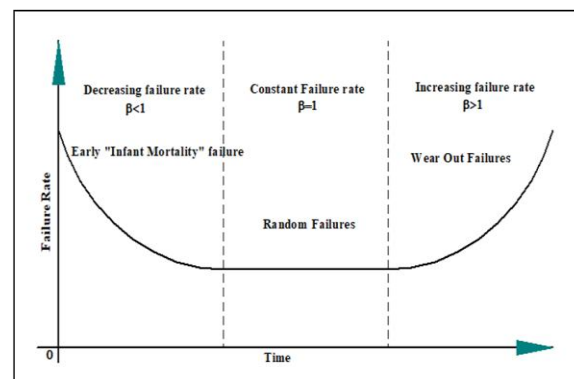 Decreasing failure rate
β<1
Constant Failure rate
β=1
Increasing failure rate
β>1
Early "Infant Mortality" failure
Wear Out Failures
Random Failures
Failure Rate
0
Time